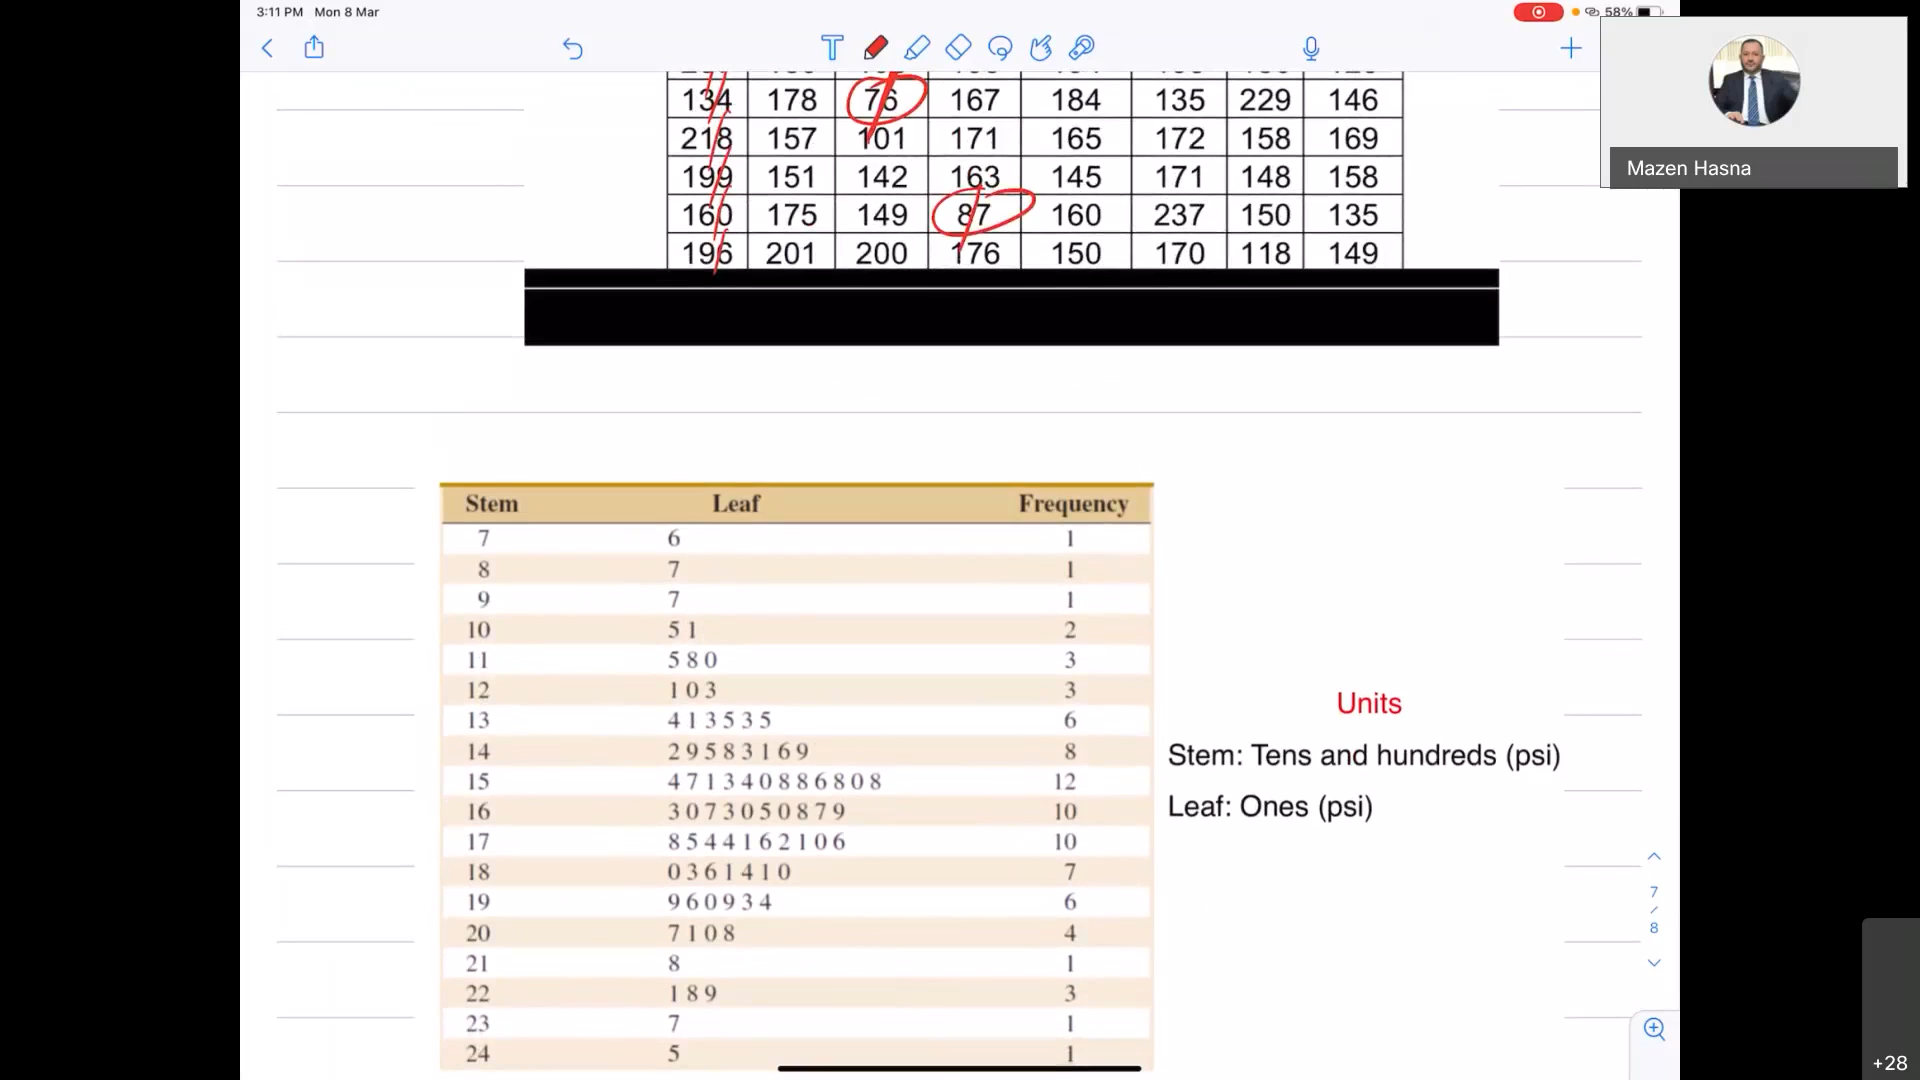 3:11 PM Mon 8 Mar
58%
134 178 76 167 184 135 229 146
218 157 101 171 165 172 158 169
199 151 142 163 145 171 148 158
160 175 149 87 160 237 150 135
196 201 200 176 150 170 118 149
Mazen Hasna
Stem Leaf Frequency
7 6 1
8 7 1
9 7 1
10 5 1 2
11 5 8 0 3
12 1 0 3 3
13 4 1 3 5 3 5 6
14 2 9 5 8 3 1 6 9 8
15 4 7 1 3 4 0 8 8 6 8 0 8 12
16 3 0 7 3 0 5 0 8 7 9 10
17 8 5 4 4 1 6 2 1 0 6 10
18 0 3 6 1 4 1 0 7
19 9 6 0 9 3 4 6
20 7 1 0 8 4
21 8 1
22 1 8 9 3
23 7 1
24 5 1
Units
Stem: Tens and hundreds (psi)
Leaf: Ones (psi)
7
/
8
+28